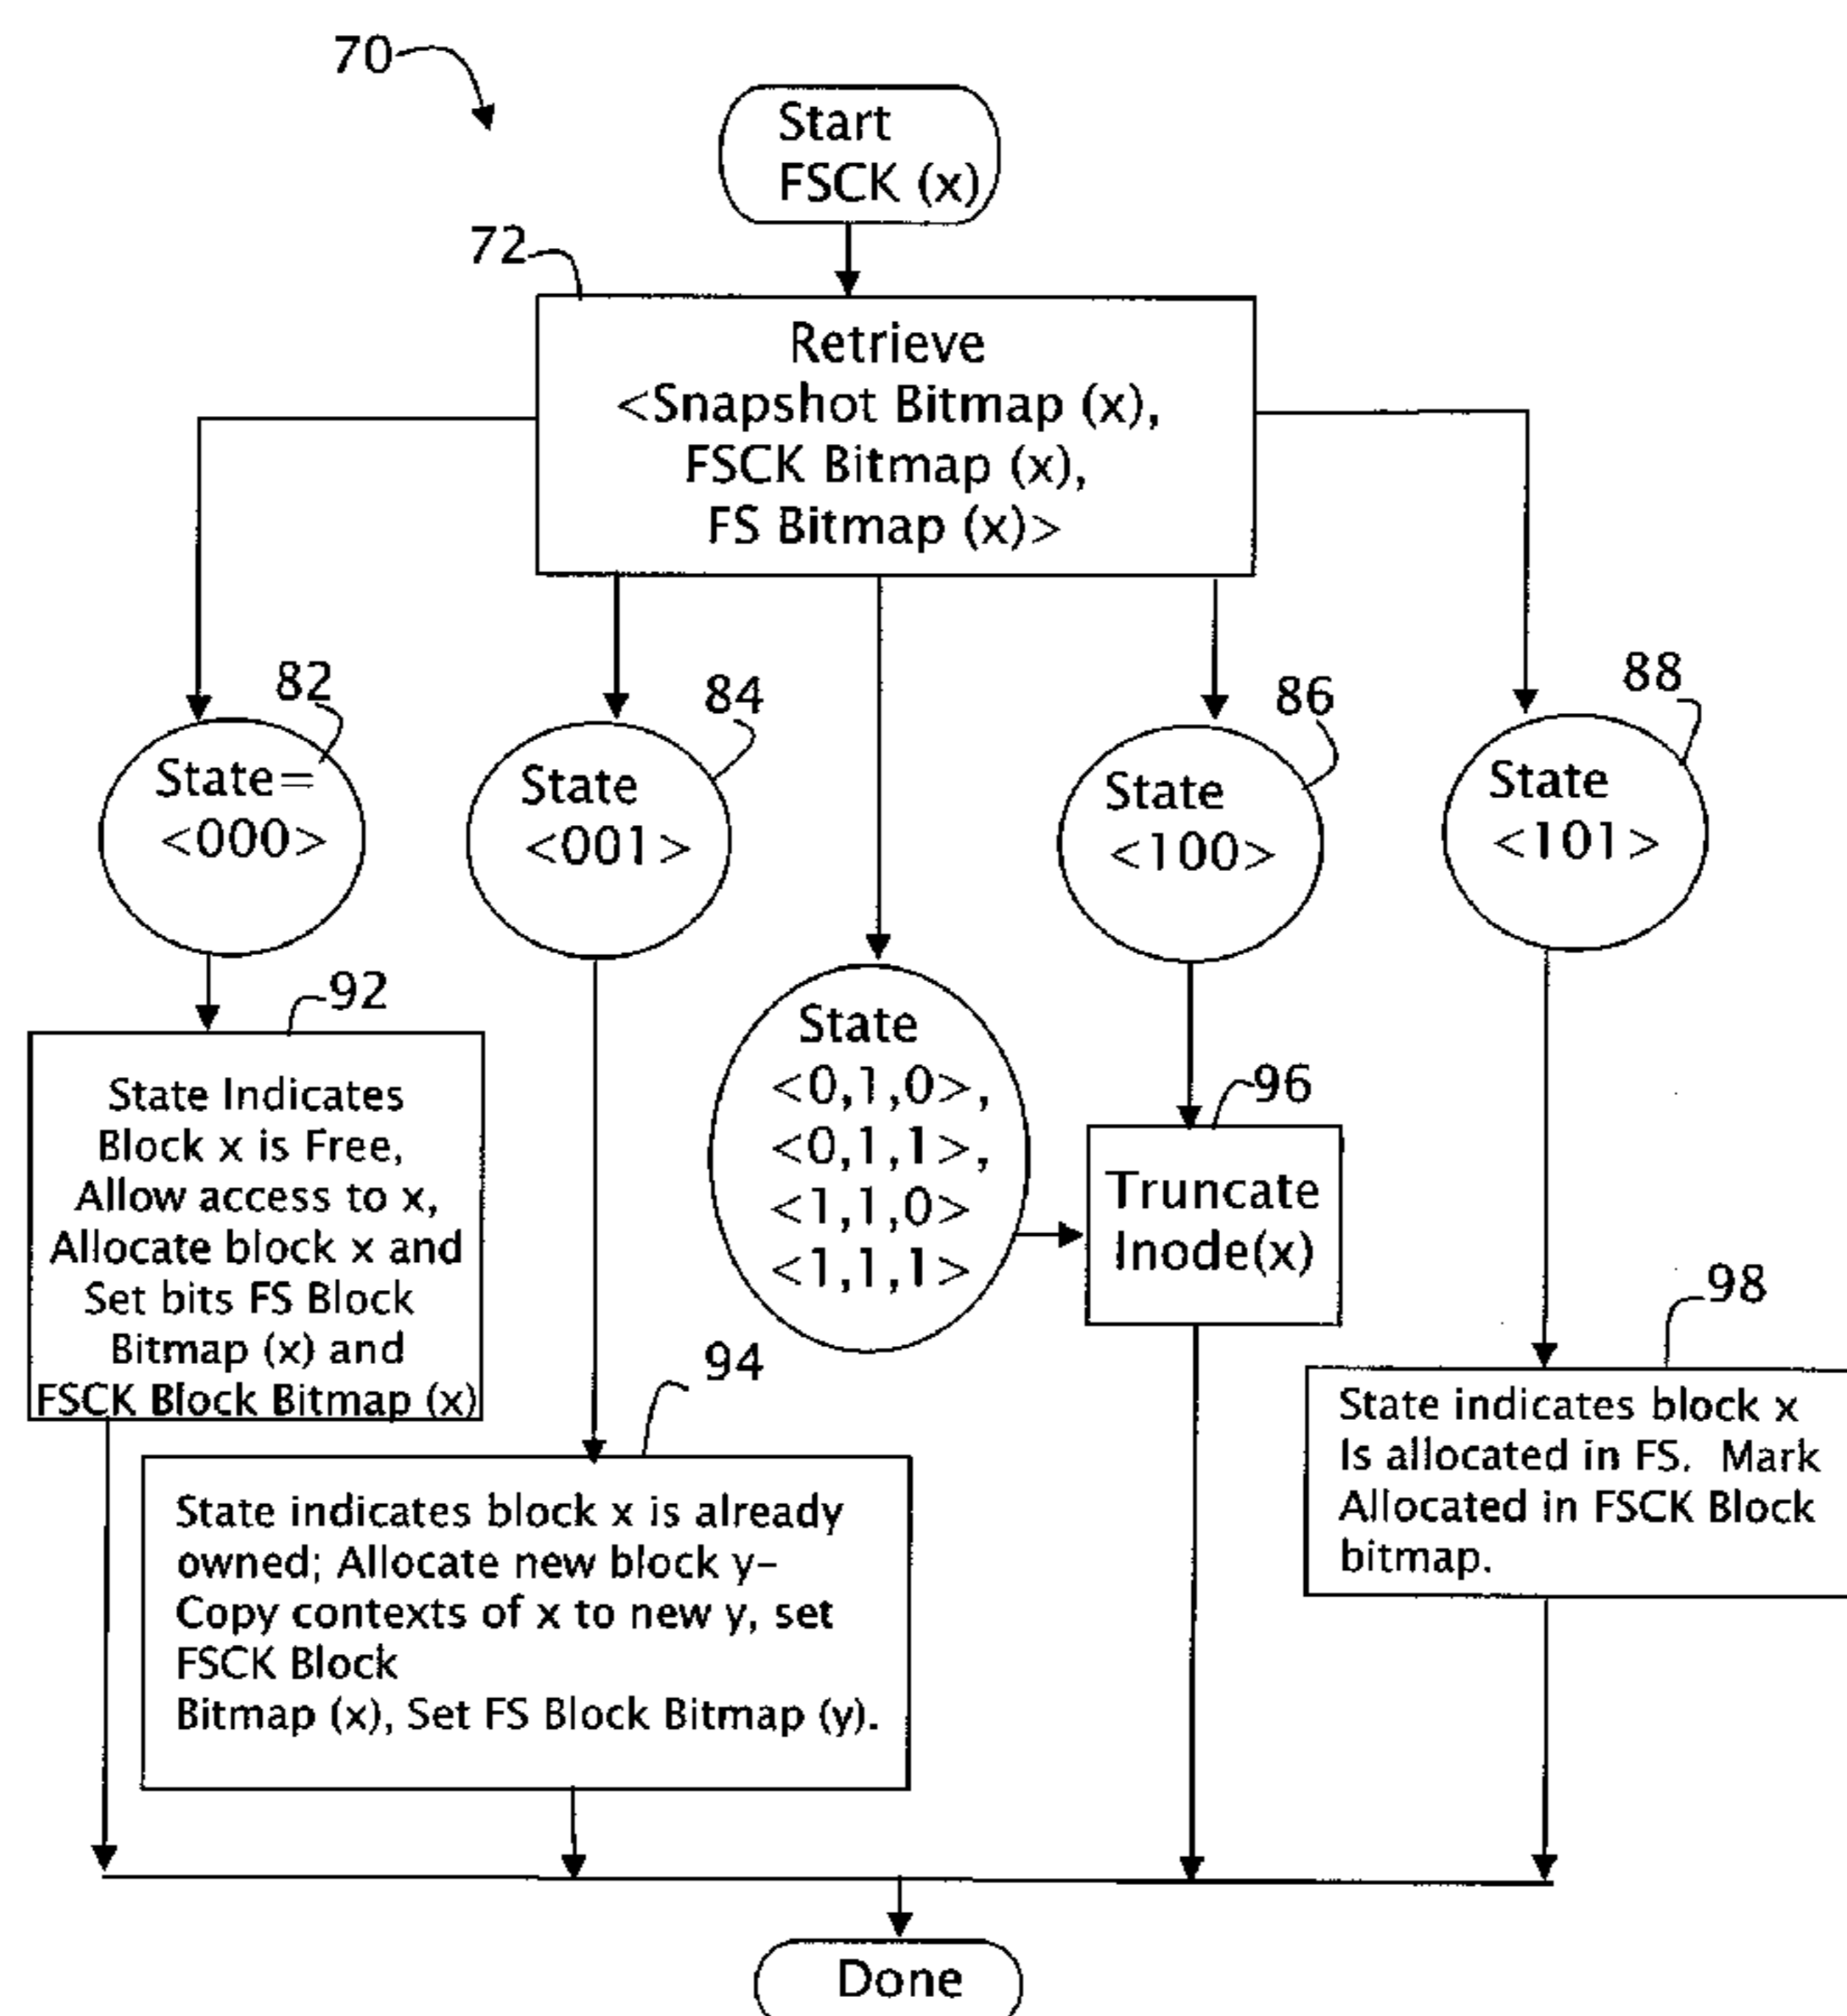 70
Start
FSCK (x)
72
Retrieve
<Snapshot Bitmap (x),
FSCK Bitmap (x),
FS Bitmap (x)>
82
State=
<000>
84
State
<001>
86
State
<100>
88
State
<101>
92
State Indicates
Block x is Free,
Allow access to x,
Allocate block x and
Set bits FS Block
Bitmap (x) and
FSCK Block Bitmap (x)
State
<0,1,0>,
<0,1,1>,
<1,1,0>
<1,1,1>
96
Truncate
Inode(x)
94
State indicates block x is already
owned; Allocate new block y-
Copy contexts of x to new y, set
FSCK Block
Bitmap (x), Set FS Block Bitmap (y).
98
State indicates block x
Is allocated in FS. Mark
Allocated in FSCK Block
bitmap.
Done